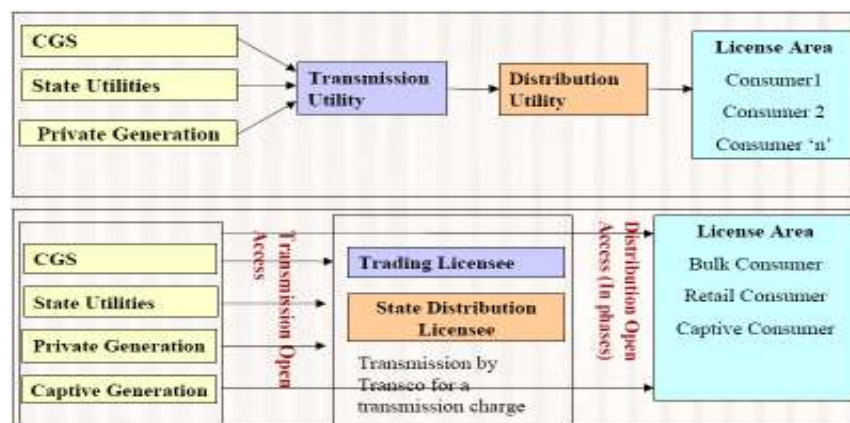 CGS
State Utilities
Private Generation
Transmission
Utility
Distribution
Utility
License Area
Consumer1
Consumer 2
Consumer ‘n’
CGS
State Utilities
Private Generation
Captive Generation
Transmission Open
Access
Trading Licensee
State Distribution
Licensee
Transmission by
Transco for a
transmission charge
Distribution Open
Access (In phases)
License Area
Bulk Consumer
Retail Consumer
Captive Consumer